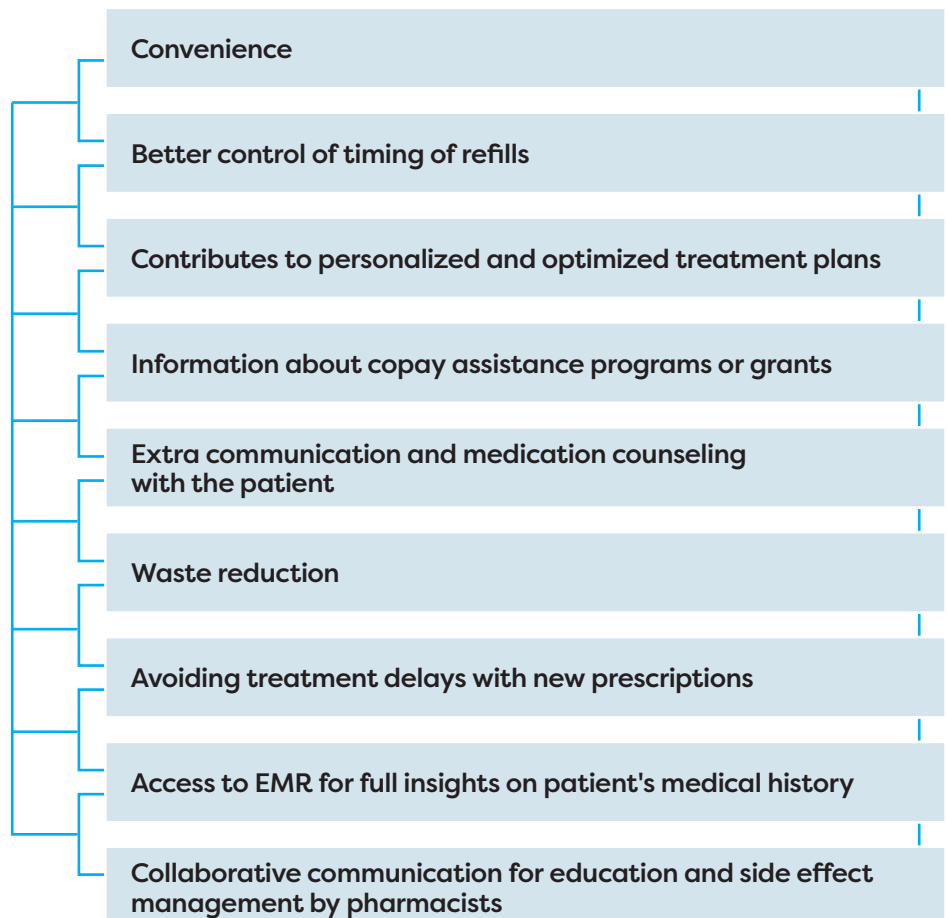 Convenience
Better control of timing of refills
Contributes to personalized and optimized treatment plans
Information about copay assistance programs or grants
Extra communication and medication counseling
with the patient
Waste reduction
Avoiding treatment delays with new prescriptions
Access to EMR for full insights on patient's medical history
Collaborative communication for education and side effect
management by pharmacists